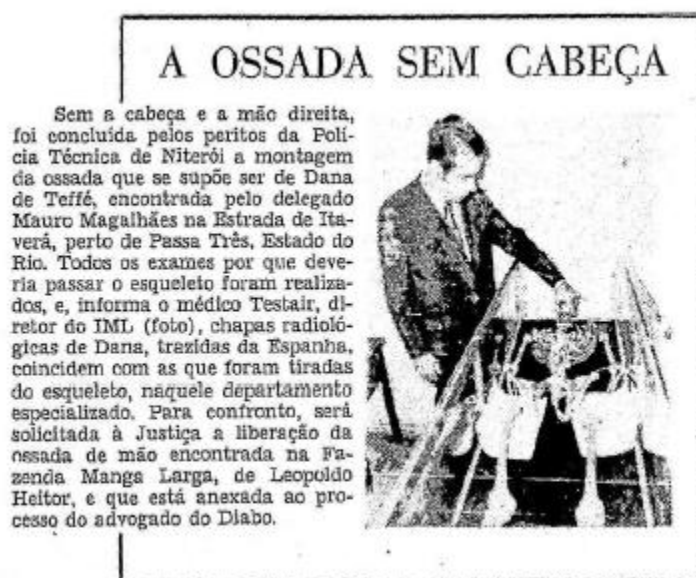 A OSSADA SEM CABEÇA
Sem a cabeça e a mão direita,
foi concluída pelos peritos da Polí-
cia Técnica de Niterói a montagem
da ossada que se supõe ser de Dana
de Teffé, encontrada pelo delegado
Mauro Magalhães na Estrada de Ita-
verá, perto de Passa Três, Estado do
Rio. Todos os exames por que deve-
ria passar o esqueleto foram realiza-
dos, e, informa o médico Testair, di-
retor do IML (foto), chapas radioló-
gicas de Dana, trazidas da Espanha,
coincidem com as que foram tiradas
do esqueleto, naquele departamento
especializado. Para confronto, será
solicitada à Justiça a liberação da
ossada de mão encontrada na Fa-
zenda Manga Larga, de Leopoldo
Heitor, e que está anexada ao pro-
cesso do advogado do Diabo.